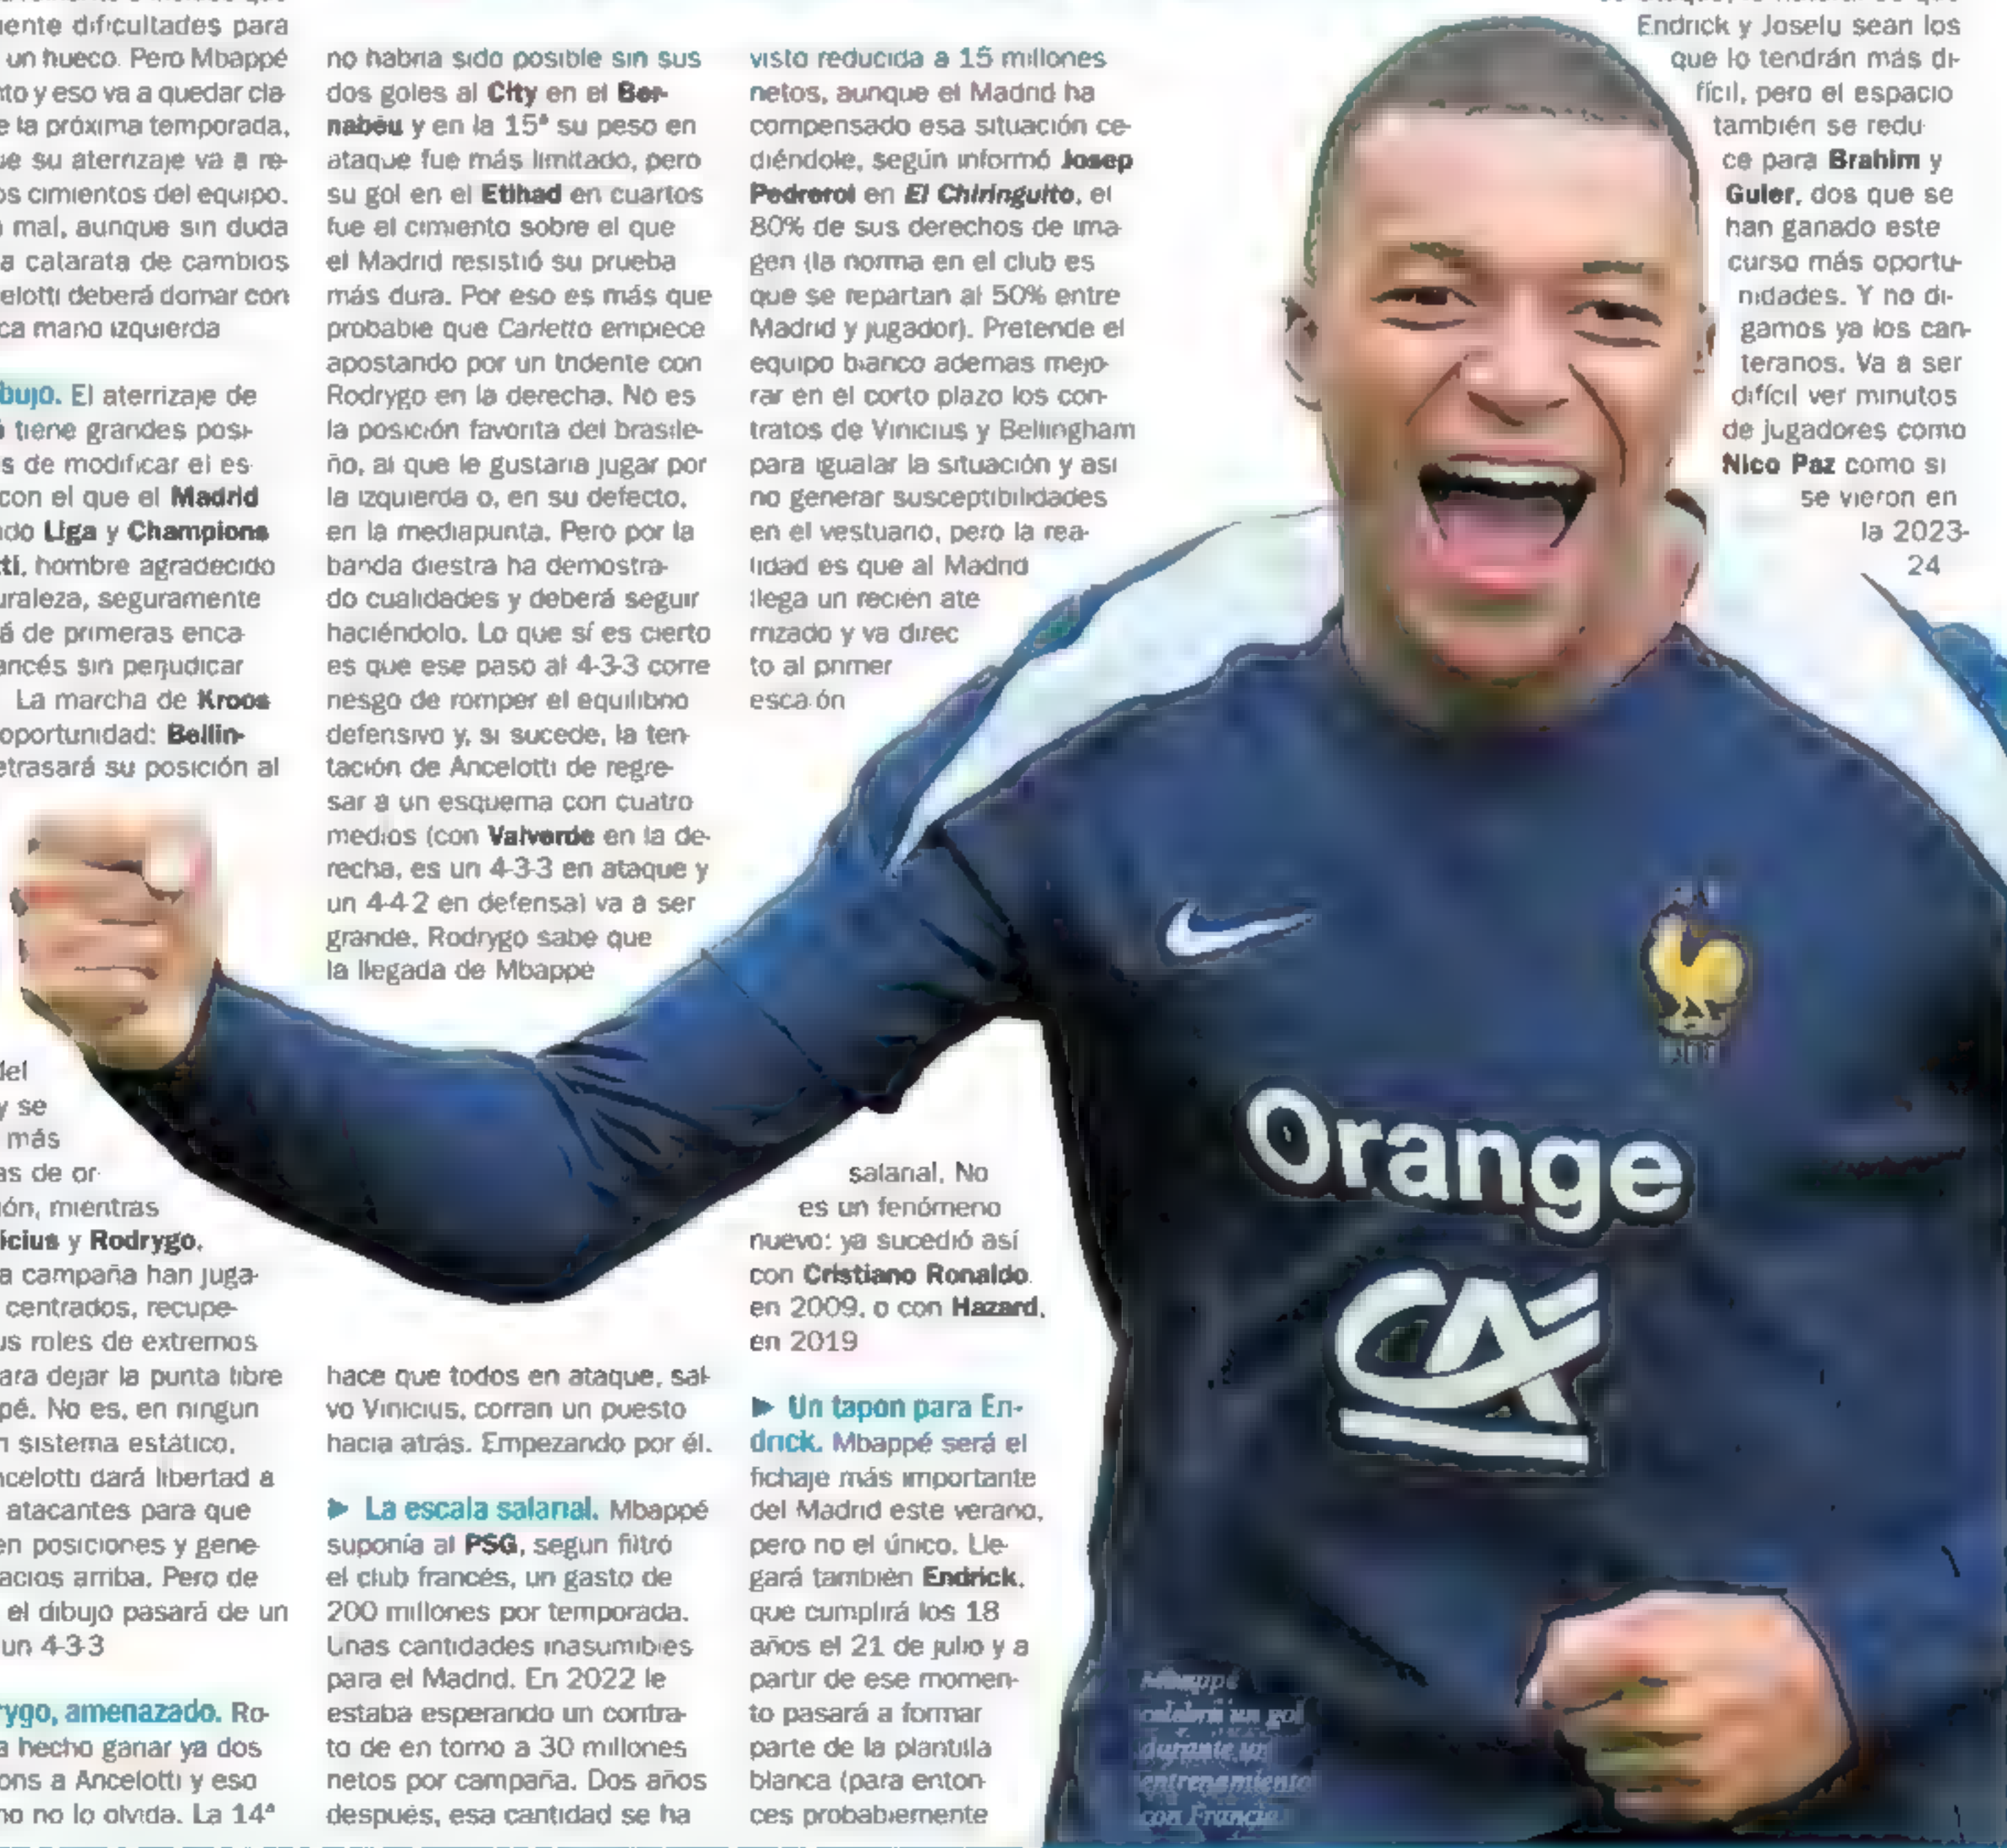 ente dificultades para
un hueco. Pero Mbappé
to y eso va a quedar cla-
e la próxima temporada,
ue su aterrizaje va a re-
os cimientos del equipo.
mal, aunque sin duda
a catarata de cambios
elotti deberá domar con
ca mano izquierda
bujo. El aterrizaje de
tiene grandes posi-
s de modificar el es-
con el que el Madrid
do Liga y Champions
ti, hombre agradecido
uraleza, seguramente
á de primeras enca
ancés sin perjudicar
La marcha de Kroos
oportunidad: Bellin-
etrasará su posición al
del
y se
más
as de or-
ón, mientras
icius y Rodrygo,
a campaña han juga-
centrados, recupe-
us roles de extremos
ara dejar la punta libre
pé. No es, en ningún
sistema estático,
ncelotti dará libertad a
atacantes para que
en posiciones y gene-
acios arriba. Pero de
el dibujo pasará de un
un 4-3-3
rygo, amenazado. Ro-
a hecho ganar ya dos
ons a Ancelotti y eso
no no lo olvida. La 14ª
no habría sido posible sin sus
dos goles al City en el Ber-
nabéu y en la 15ª su peso en
ataque fue más limitado, pero
su gol en el Etihad en cuartos
fue el cimiento sobre el que
el Madrid resistió su prueba
más dura. Por eso es más que
probable que Carletto empiece
apostando por un tridente con
Rodrygo en la derecha. No es
la posición favorita del brasile-
ño, al que le gustaría jugar por
la izquierda o, en su defecto,
en la mediapunta. Pero por la
banda diestra ha demostra-
do cualidades y deberá seguir
haciéndolo. Lo que sí es cierto
es que ese paso al 4-3-3 corre
riesgo de romper el equilibrio
defensivo y, si sucede, la ten-
tación de Ancelotti de regre-
sar a un esquema con cuatro
medios (con Valverde en la de-
recha, es un 4-3-3 en ataque y
un 4-4-2 en defensa) va a ser
grande. Rodrygo sabe que
la llegada de Mbappé
hace que todos en ataque, sal-
vo Vinicius, corran un puesto
hacia atrás. Empezando por él.
▶ La escala salarial. Mbappé
suponía al PSG, según filtró
el club francés, un gasto de
200 millones por temporada.
Unas cantidades inasumibles
para el Madrid. En 2022 le
estaba esperando un contra-
to de en torno a 30 millones
netos por campaña. Dos años
después, esa cantidad se ha
visto reducida a 15 millones
netos, aunque el Madrid ha
compensado esa situación ce-
diéndole, según informó Josep
Pedrerol en El Chiringuito, el
80% de sus derechos de ima-
gen (la norma en el club es
que se repartan al 50% entre
Madrid y jugador). Pretende el
equipo blanco además mejo-
rar en el corto plazo los con-
tratos de Vinicius y Bellingham
para igualar la situación y así
no generar susceptibilidades
en el vestuario, pero la rea-
lidad es que al Madrid
llega un recién ate
rrizado y va direc
to al primer
escalón
salarial. No
es un fenómeno
nuevo: ya sucedió así
con Cristiano Ronaldo
en 2009, o con Hazard,
en 2019
▶ Un tapón para En-
drick. Mbappé será el
fichaje más importante
del Madrid este verano,
pero no el único. Lle-
gará también Endrick,
que cumplirá los 18
años el 21 de julio y a
partir de ese momen-
to pasará a formar
parte de la plantilla
blanca (para enton-
ces probablemente
Endrick y Joselu sean los
que lo tendrán más di-
fícil, pero el espacio
también se redu-
ce para Brahim y
Guler, dos que se
han ganado este
curso más oportu-
nidades. Y no di-
gamos ya los can-
teranos. Va a ser
difícil ver minutos
de jugadores como
Nico Paz como sí
se vieron en
la 2023-
24
Orange
CA
Mbappé
celebra un gol
durante un
entrenamiento
con Francia.